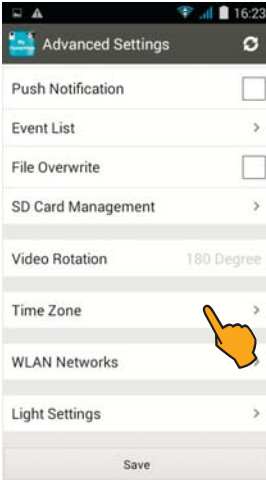 16:23
Advanced Settings
Push Notification
Event List
File Overwrite
SD Card Management
Video Rotation 180 Degree
Time Zone
WLAN Networks
Light Settings
Save